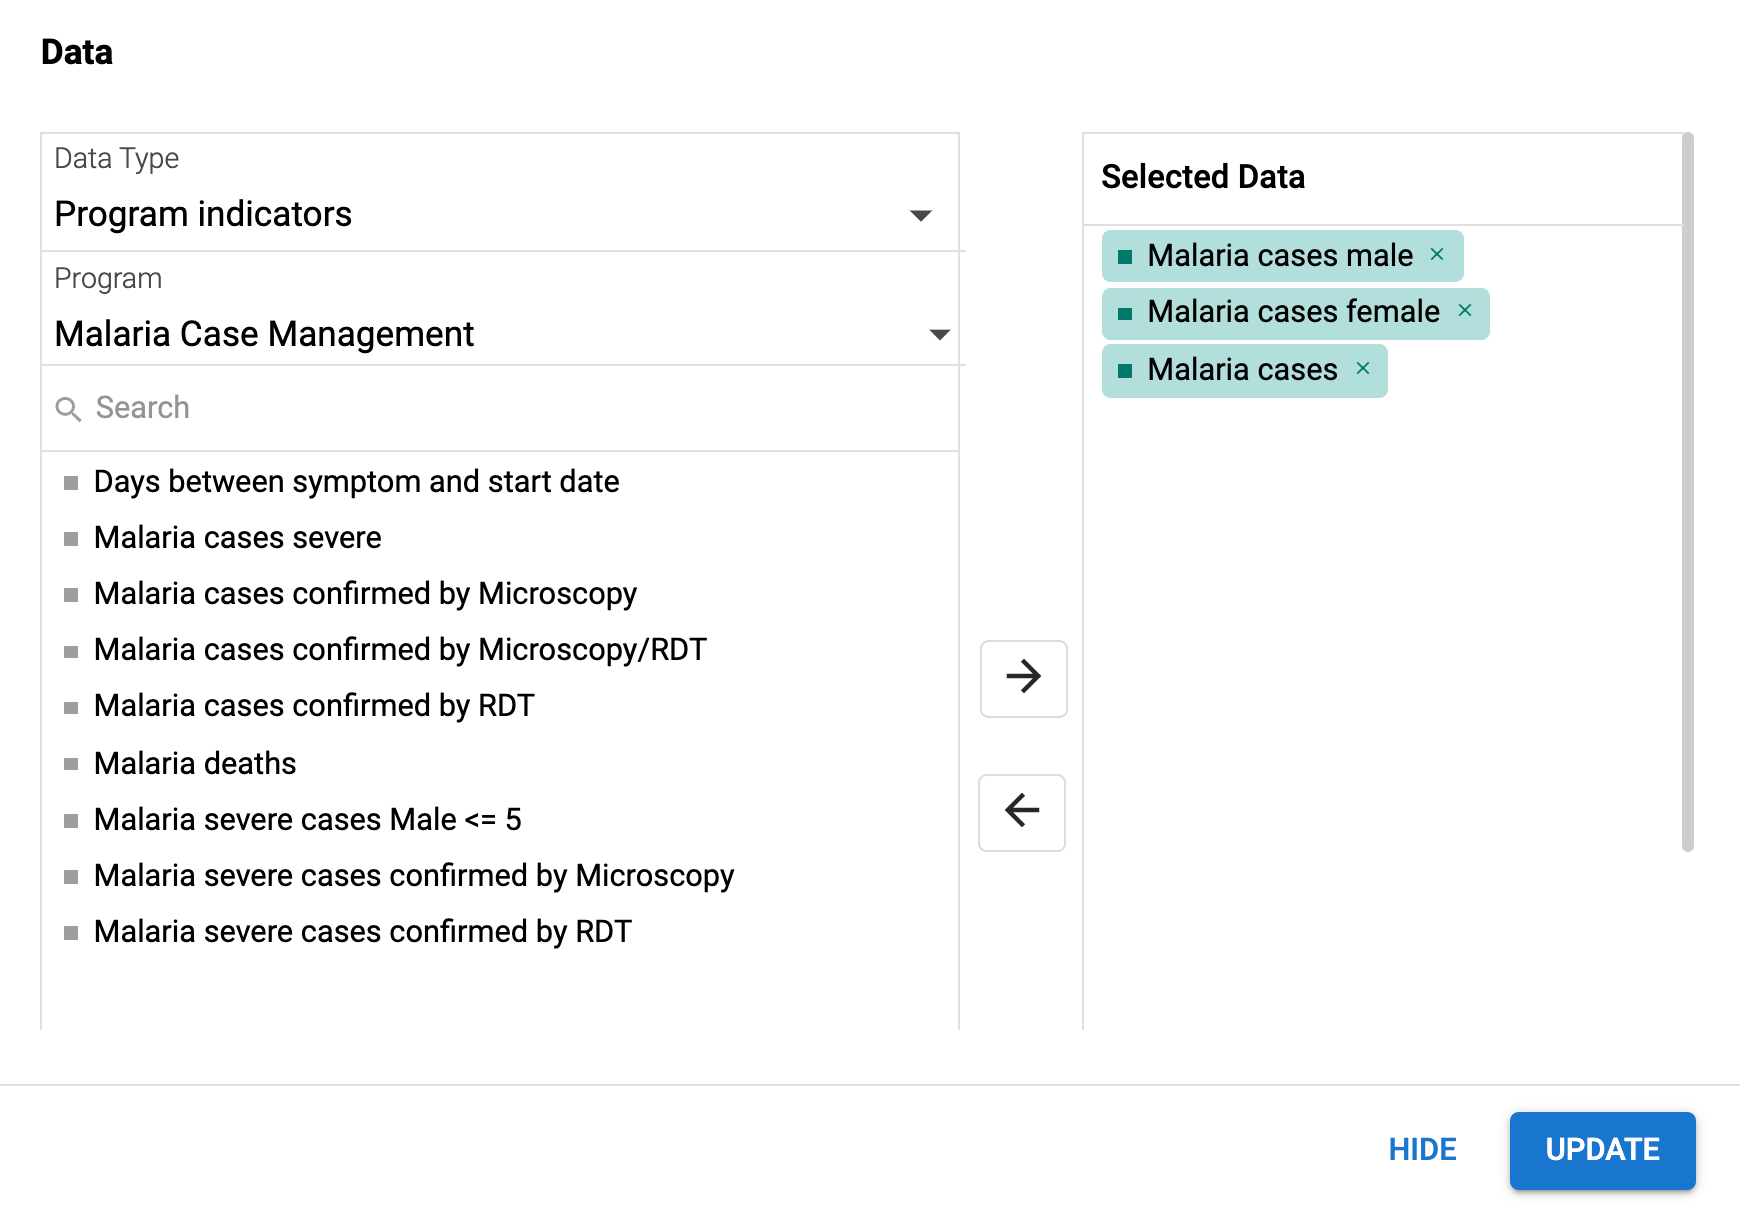 Data
Data Type
Program indicators
Program
Malaria Case Management
Search
Days between symptom and start date
Malaria cases severe
Malaria cases confirmed by Microscopy
Malaria cases confirmed by Microscopy/RDT
Malaria cases confirmed by RDT
Malaria deaths
Malaria severe cases Male <= 5
Malaria severe cases confirmed by Microscopy
Malaria severe cases confirmed by RDT
Selected Data
Malaria cases male ×
Malaria cases female ×
Malaria cases ×
HIDE
UPDATE